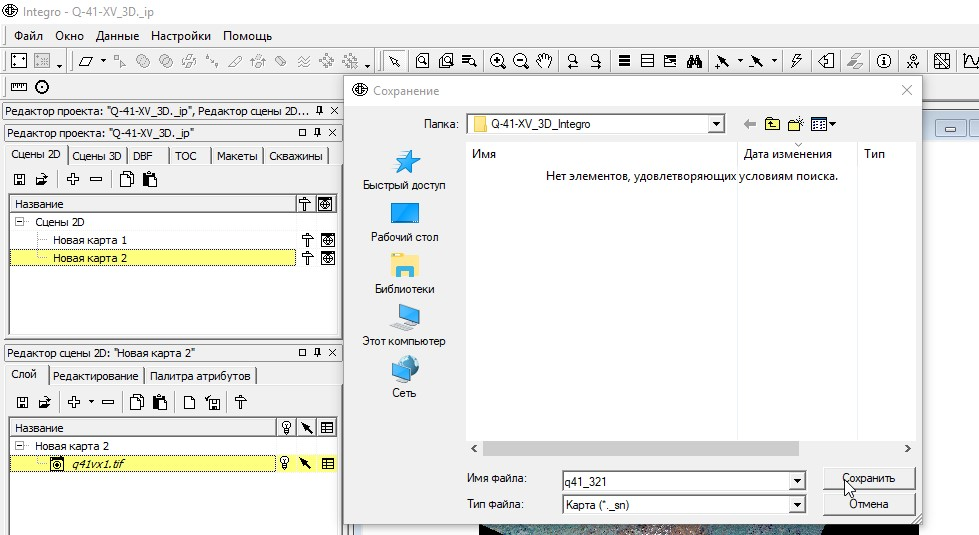 Integro - Q-41-XV_3D._ip
Файл Окно Данные Настройки Помощь
Редактор проекта: "Q-41-XV_3D._ip", Редактор сцены 2D...
Редактор проекта: "Q-41-XV_3D._ip"
Сцены 2D Сцены 3D DBF ТОС Макеты Скважины
Название
Сцены 2D
Новая карта 1
Новая карта 2
Редактор сцены 2D: "Новая карта 2"
Слой Редактирование Палитра атрибутов
Название
Новая карта 2
q41vx1.tif
Сохранение
Папка: Q-41-XV_3D_Integro
Быстрый доступ
Рабочий стол
Библиотеки
Этот компьютер
Сеть
Имя Дата изменения Тип
Нет элементов, удовлетворяющих условиям поиска.
Имя файла: q41_321 Сохранить
Тип файла: Карта (*._sn) Отмена